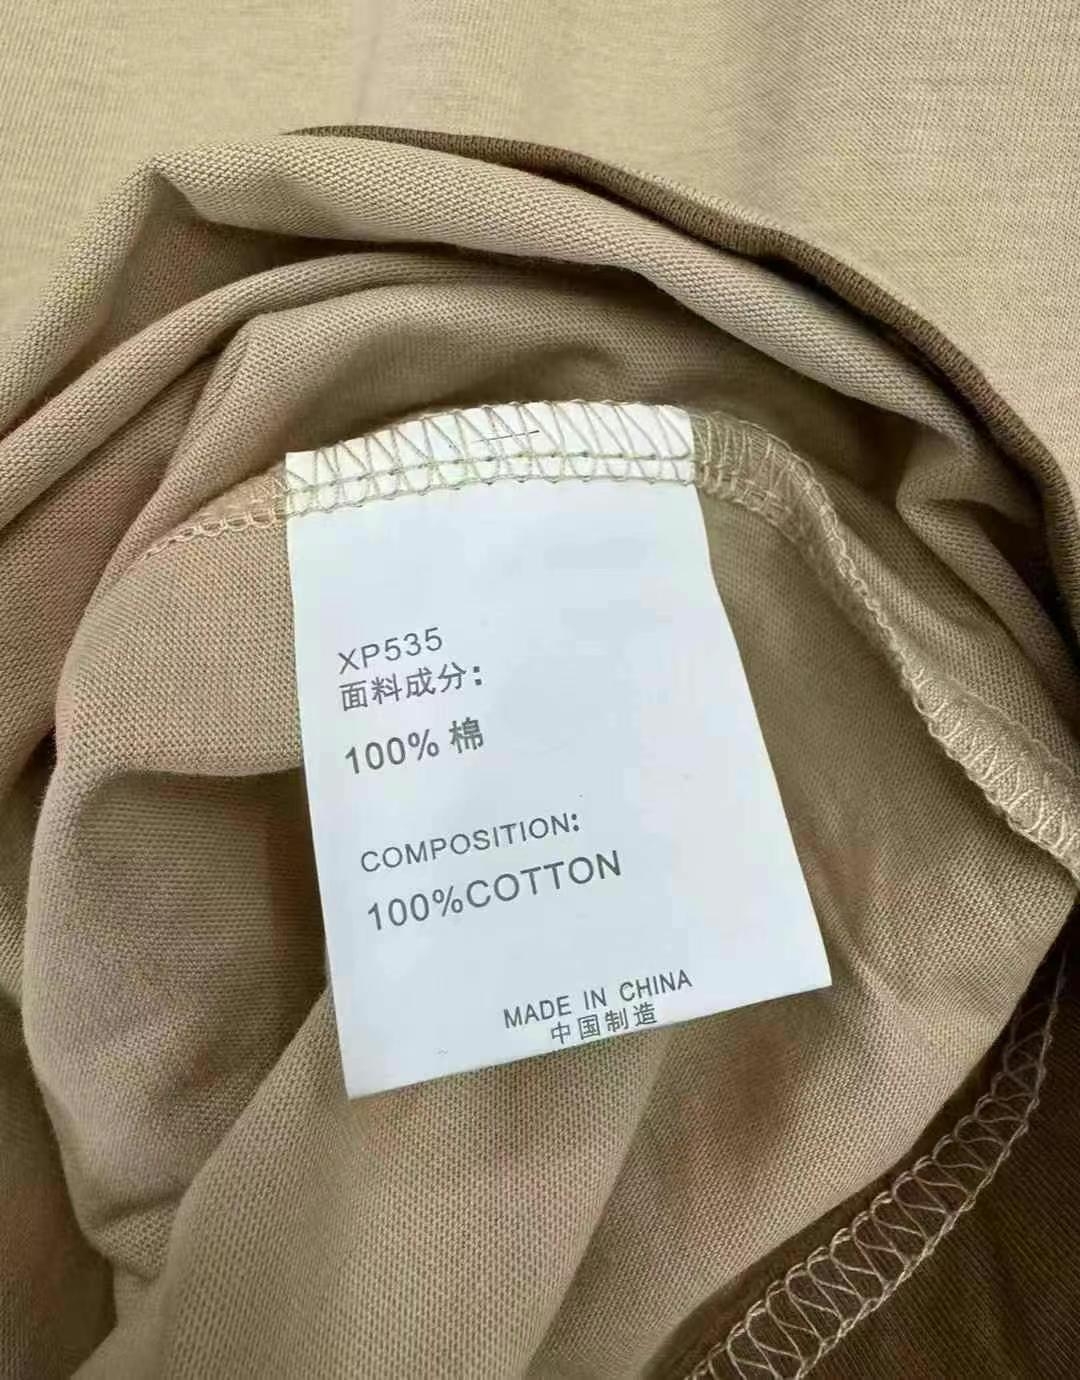 XP535
面料成分：
100% 棉
COMPOSITION:
100%COTTON
MADE IN CHINA
中国制造